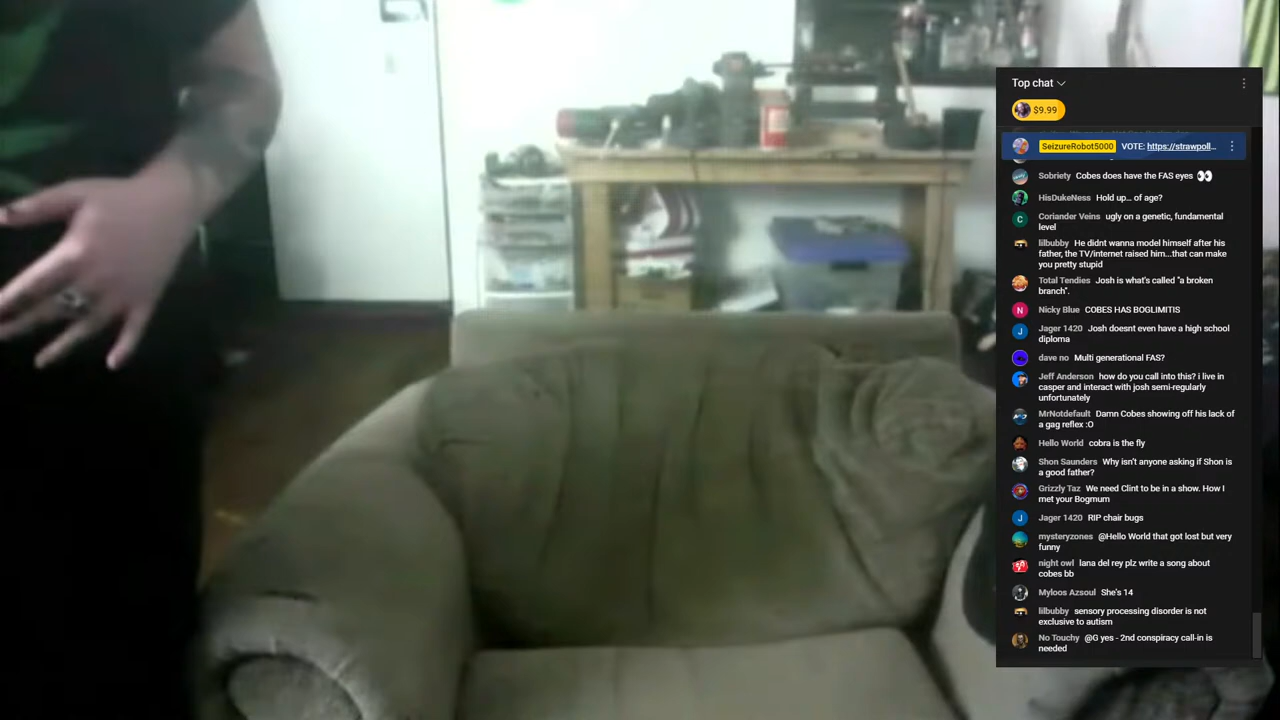 Top chat
$9.99
SeizureRobot5000 VOTE: https://strawpoll...
Sobriety Cobes does have the FAS eyes 👀
HisDukeNess Hold up... of age?
Coriander Veins ugly on a genetic, fundamental
level
lilbubby He didnt wanna model himself after his
father, the TV/internet raised him...that can make
you pretty stupid
Total Tendies Josh is what's called "a broken
branch".
N Nicky Blue COBES HAS BOGLIMITIS
J Jager 1420 Josh doesnt even have a high school
diploma
dave no Multi generational FAS?
Jeff Anderson how do you call into this? i live in
casper and interact with josh semi-regularly
unfortunately
MrNotdefault Damn Cobes showing off his lack of
a gag reflex :O
Hello World cobra is the fly
Shon Saunders Why isn't anyone asking if Shon is
a good father?
Grizzly Taz We need Clint to be in a show. How I
met your Bogmum
J Jager 1420 RIP chair bugs
mysteryzones @Hello World that got lost but very
funny
night owl lana del rey plz write a song about
cobes bb
Myloos Azsoul She's 14
lilbubby sensory processing disorder is not
exclusive to autism
No Touchy @G yes - 2nd conspiracy call-in is
needed